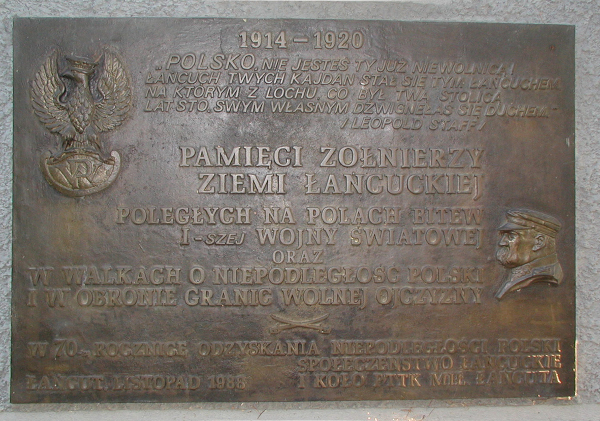 1914 – 1920
„POLSKO, NIE JESTEŚ TY JUŻ NIEWOLNICĄ!
ŁAŃCUCH TWYCH KAJDAN STAŁ SIĘ TYM ŁAŃCUCHEM
NA KTÓRYM Z LOCHU, CO BYŁ TWĄ STOLICĄ
LAT STO, SWYM WŁASNYM DŹWIGNĘŁAŚ SIĘ DUCHEM."
/LEOPOLD STAFF/
PAMIĘCI ŻOŁNIERZY
ZIEMI ŁAŃCUCKIEJ
POLEGŁYCH NA POLACH BITEW
I-SZEJ WOJNY ŚWIATOWEJ
ORAZ
W WALKACH O NIEPODLEGŁOŚĆ POLSKI
I W OBRONIE GRANIC WOLNEJ OJCZYZNY
W 70-ROCZNICĘ ODZYSKANIA NIEPODLEGŁOŚCI POLSKI
SPOŁECZEŃSTWO ŁAŃCUCKIE
ŁAŃCUT, LISTOPAD 1988 I KOŁO PTTK MIŁ. ŁAŃCUTA